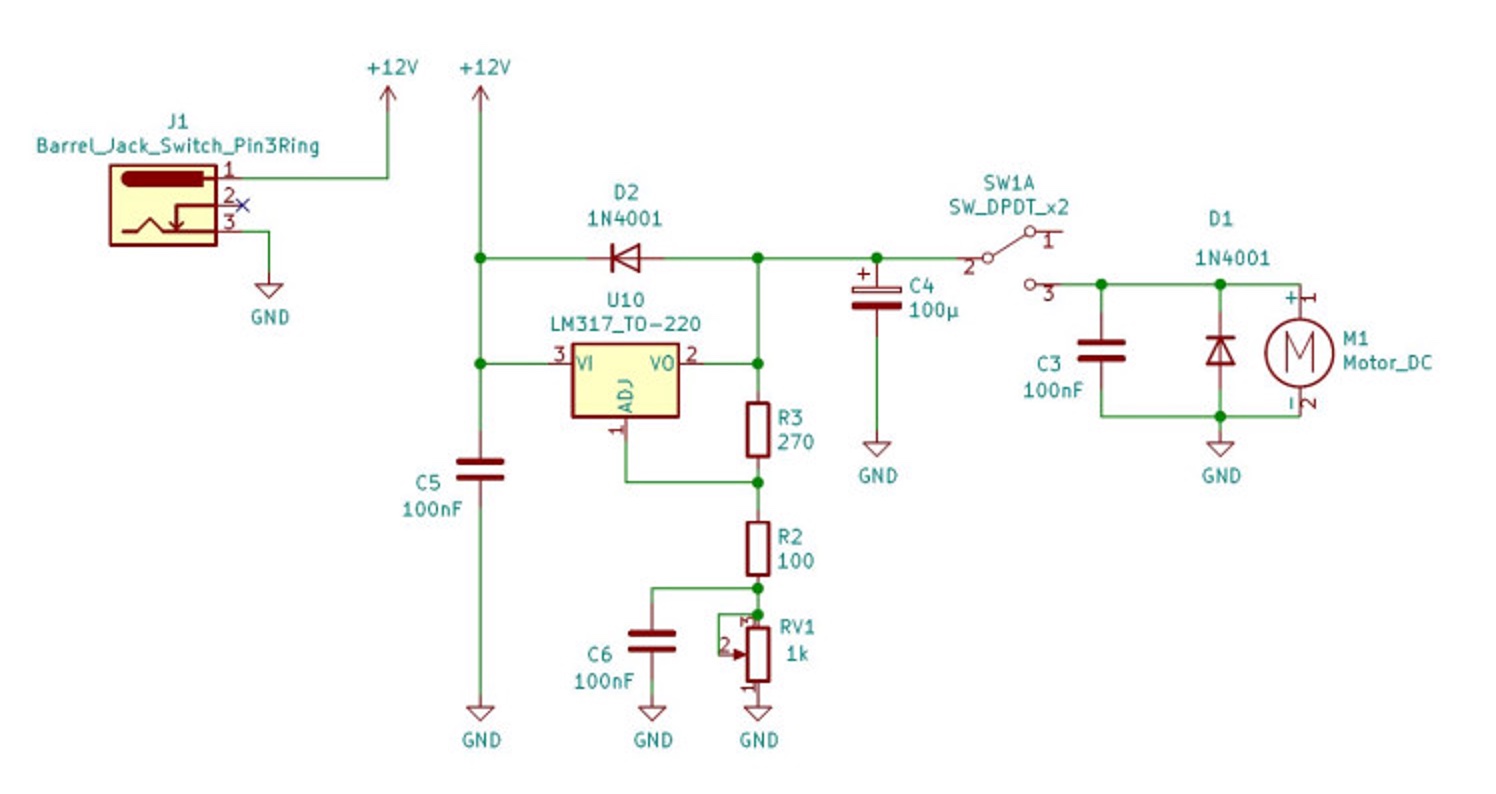 +12V
+12V
J1
Barrel_Jack_Switch_Pin3Ring
1
2
3
GND
D2
1N4001
SW1A
SW_DPDT_x2
1
2
3
D1
1N4001
U10
LM317_TO-220
3
VI
VO
2
ADJ
1
+
C4
100µ
GND
C3
100nF
+
1
M
M1
Motor_DC
2
GND
R3
270
C5
100nF
R2
100
C6
100nF
3
2
1
RV1
1k
GND
GND
GND